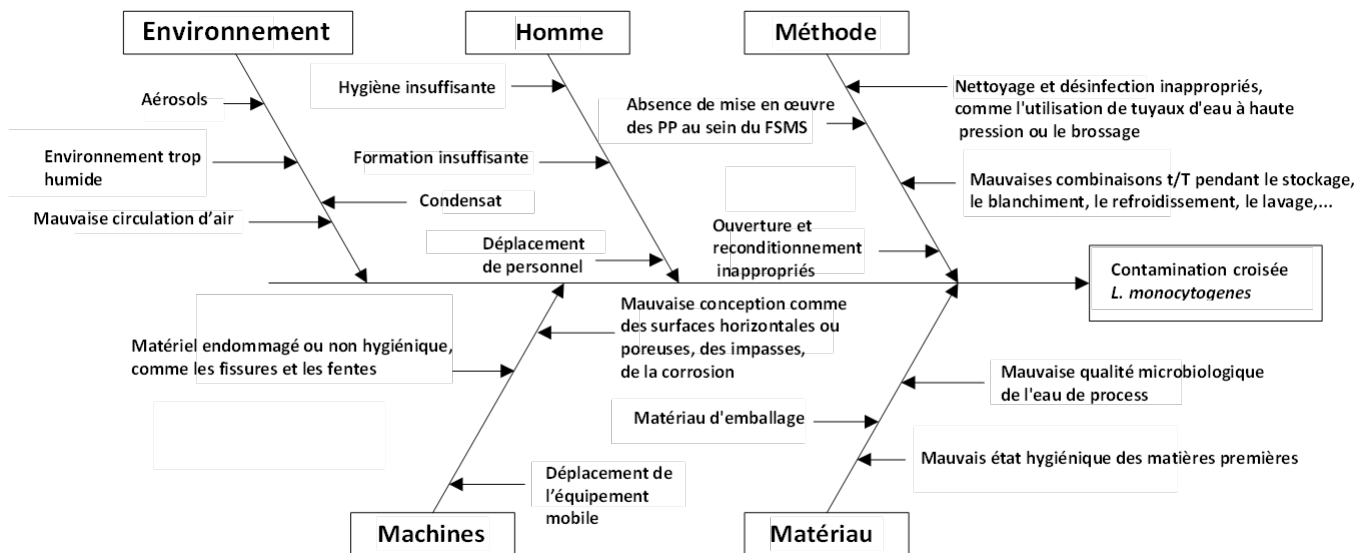 Environnement
Homme
Méthode
Aérosols
Environnement trop
humide
Mauvaise circulation d’air
Condensat
Hygiène insuffisante
Formation insuffisante
Déplacement
de personnel
Absence de mise en œuvre
des PP au sein du FSMS
Ouverture et
reconditionnement
inappropriés
Nettoyage et désinfection inappropriés,
comme l'utilisation de tuyaux d'eau à haute
pression ou le brossage
Mauvaises combinaisons t/T pendant le stockage,
le blanchiment, le refroidissement, le lavage,...
Contamination croisée
L. monocytogenes
Matériel endommagé ou non hygiénique,
comme les fissures et les fentes
Mauvaise conception comme
des surfaces horizontales ou
poreuses, des impasses,
de la corrosion
Déplacement de
l’équipement
mobile
Matériau d'emballage
Mauvaise qualité microbiologique
de l'eau de process
Mauvais état hygiénique des matières premières
Machines
Matériau